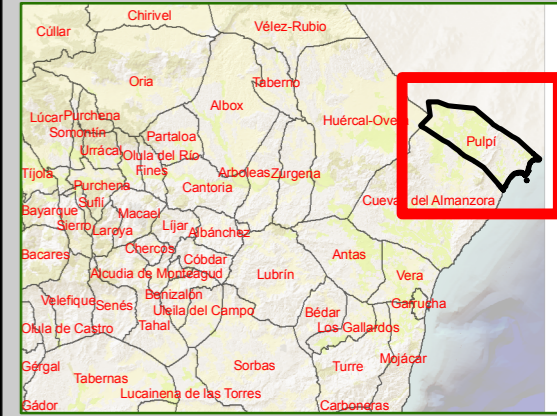 Chirivel
Vélez-Rubio
Cúllar
Oria
Taberno
Albox
Lúcar
Purchena
Huércal-Overa
Somontín
Partaloa
Pulpí
Urrácal
Olula del Río
Fines
Tíjola
Arboleas
Zurgena
Purchena
Cantoria
Suflí
Cuevas del Almanzora
Bayarque
Macael
Sierro
Laroya
Líjar
Albánchez
Bacares
Chercos
Cóbdar
Antas
Alcudia de Monteagud
Lubrín
Vera
Velefique
Senés
Benizalón
Garrucha
Uleila del Campo
Bédar
Olula de Castro
Tahal
Los Gallardos
Gérgal
Sorbas
Turre
Mojácar
Tabernas
Lucainena de las Torres
Gádor
Carboneras